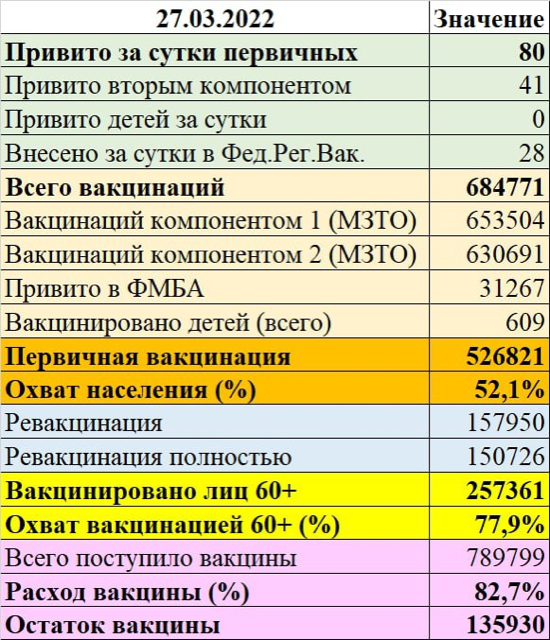 27.03.2022 Значение
Привито за сутки первичных 80
Привито вторым компонентом 41
Привито детей за сутки 0
Внесено за сутки в Фед.Рег.Вак. 28
Всего вакцинаций 684771
Вакцинаций компонентом 1 (МЗТО) 653504
Вакцинаций компонентом 2 (МЗТО) 630691
Привито в ФМБА 31267
Вакцинировано детей (всего) 609
Первичная вакцинация 526821
Охват населения (%) 52,1%
Ревакцинация 157950
Ревакцинация полностью 150726
Вакцинировано лиц 60+ 257361
Охват вакцинацией 60+ (%) 77,9%
Всего поступило вакцины 789799
Расход вакцины (%) 82,7%
Остаток вакцины 135930